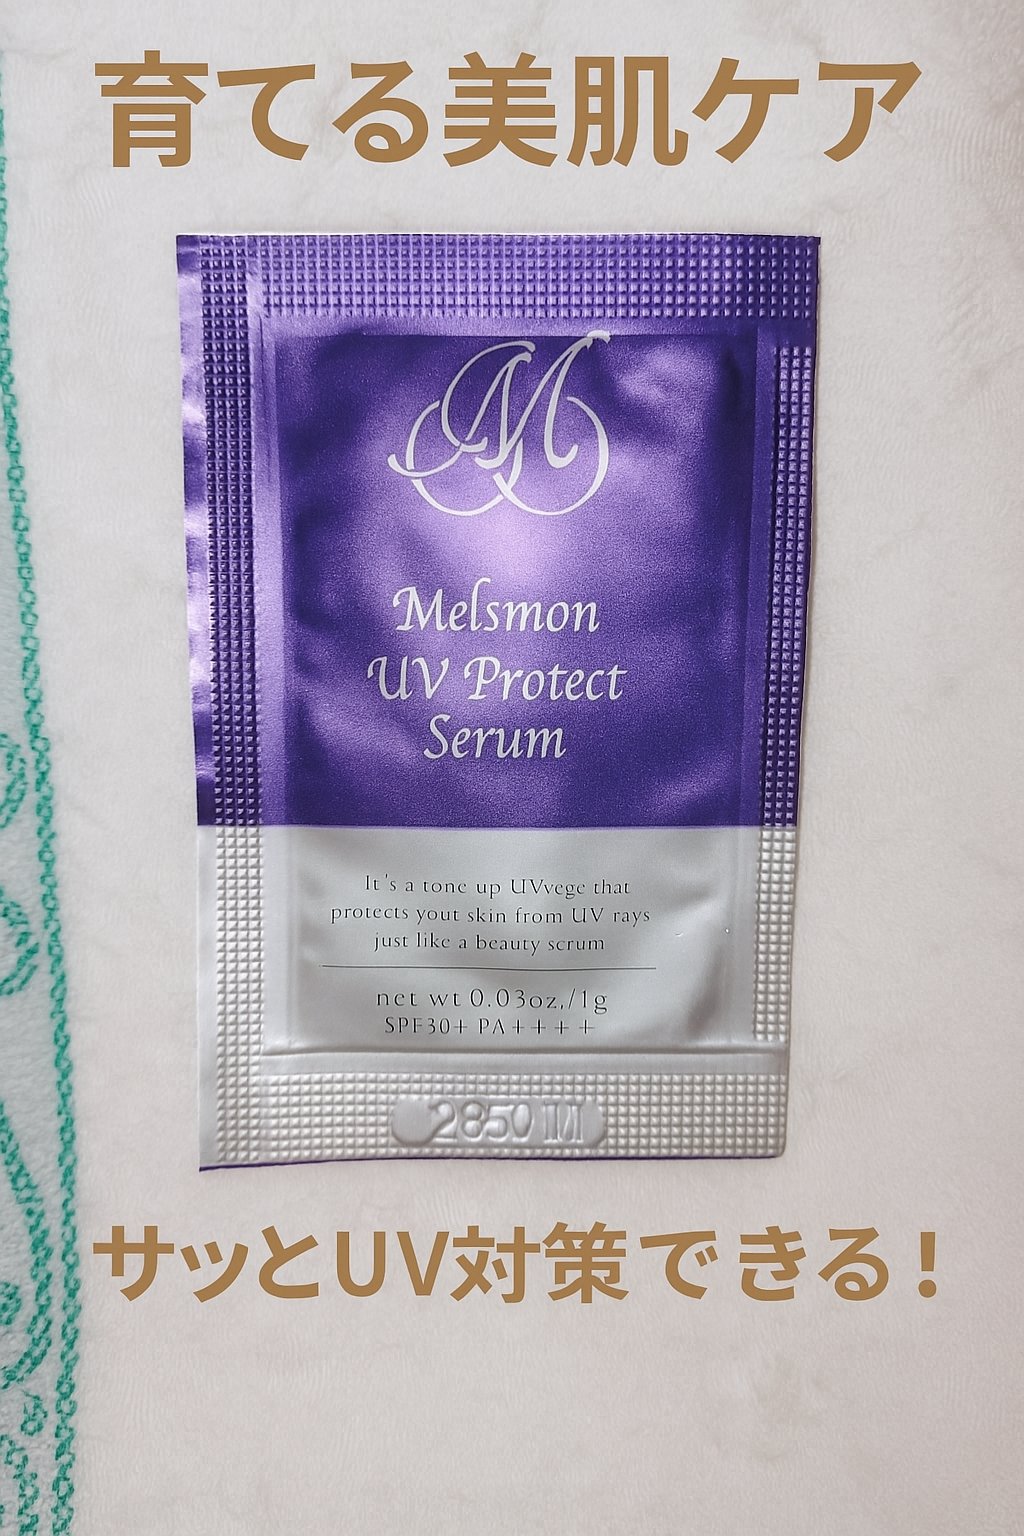 育てる美肌ケア
M
Melsmon
UV Protect
Serum
It's a tone up UVvege that
protects yout skin from UV rays
just like a beauty scrum
net wt 0.03oz./1g
SPF30+ PA++++
2850
サッとUV対策できる!